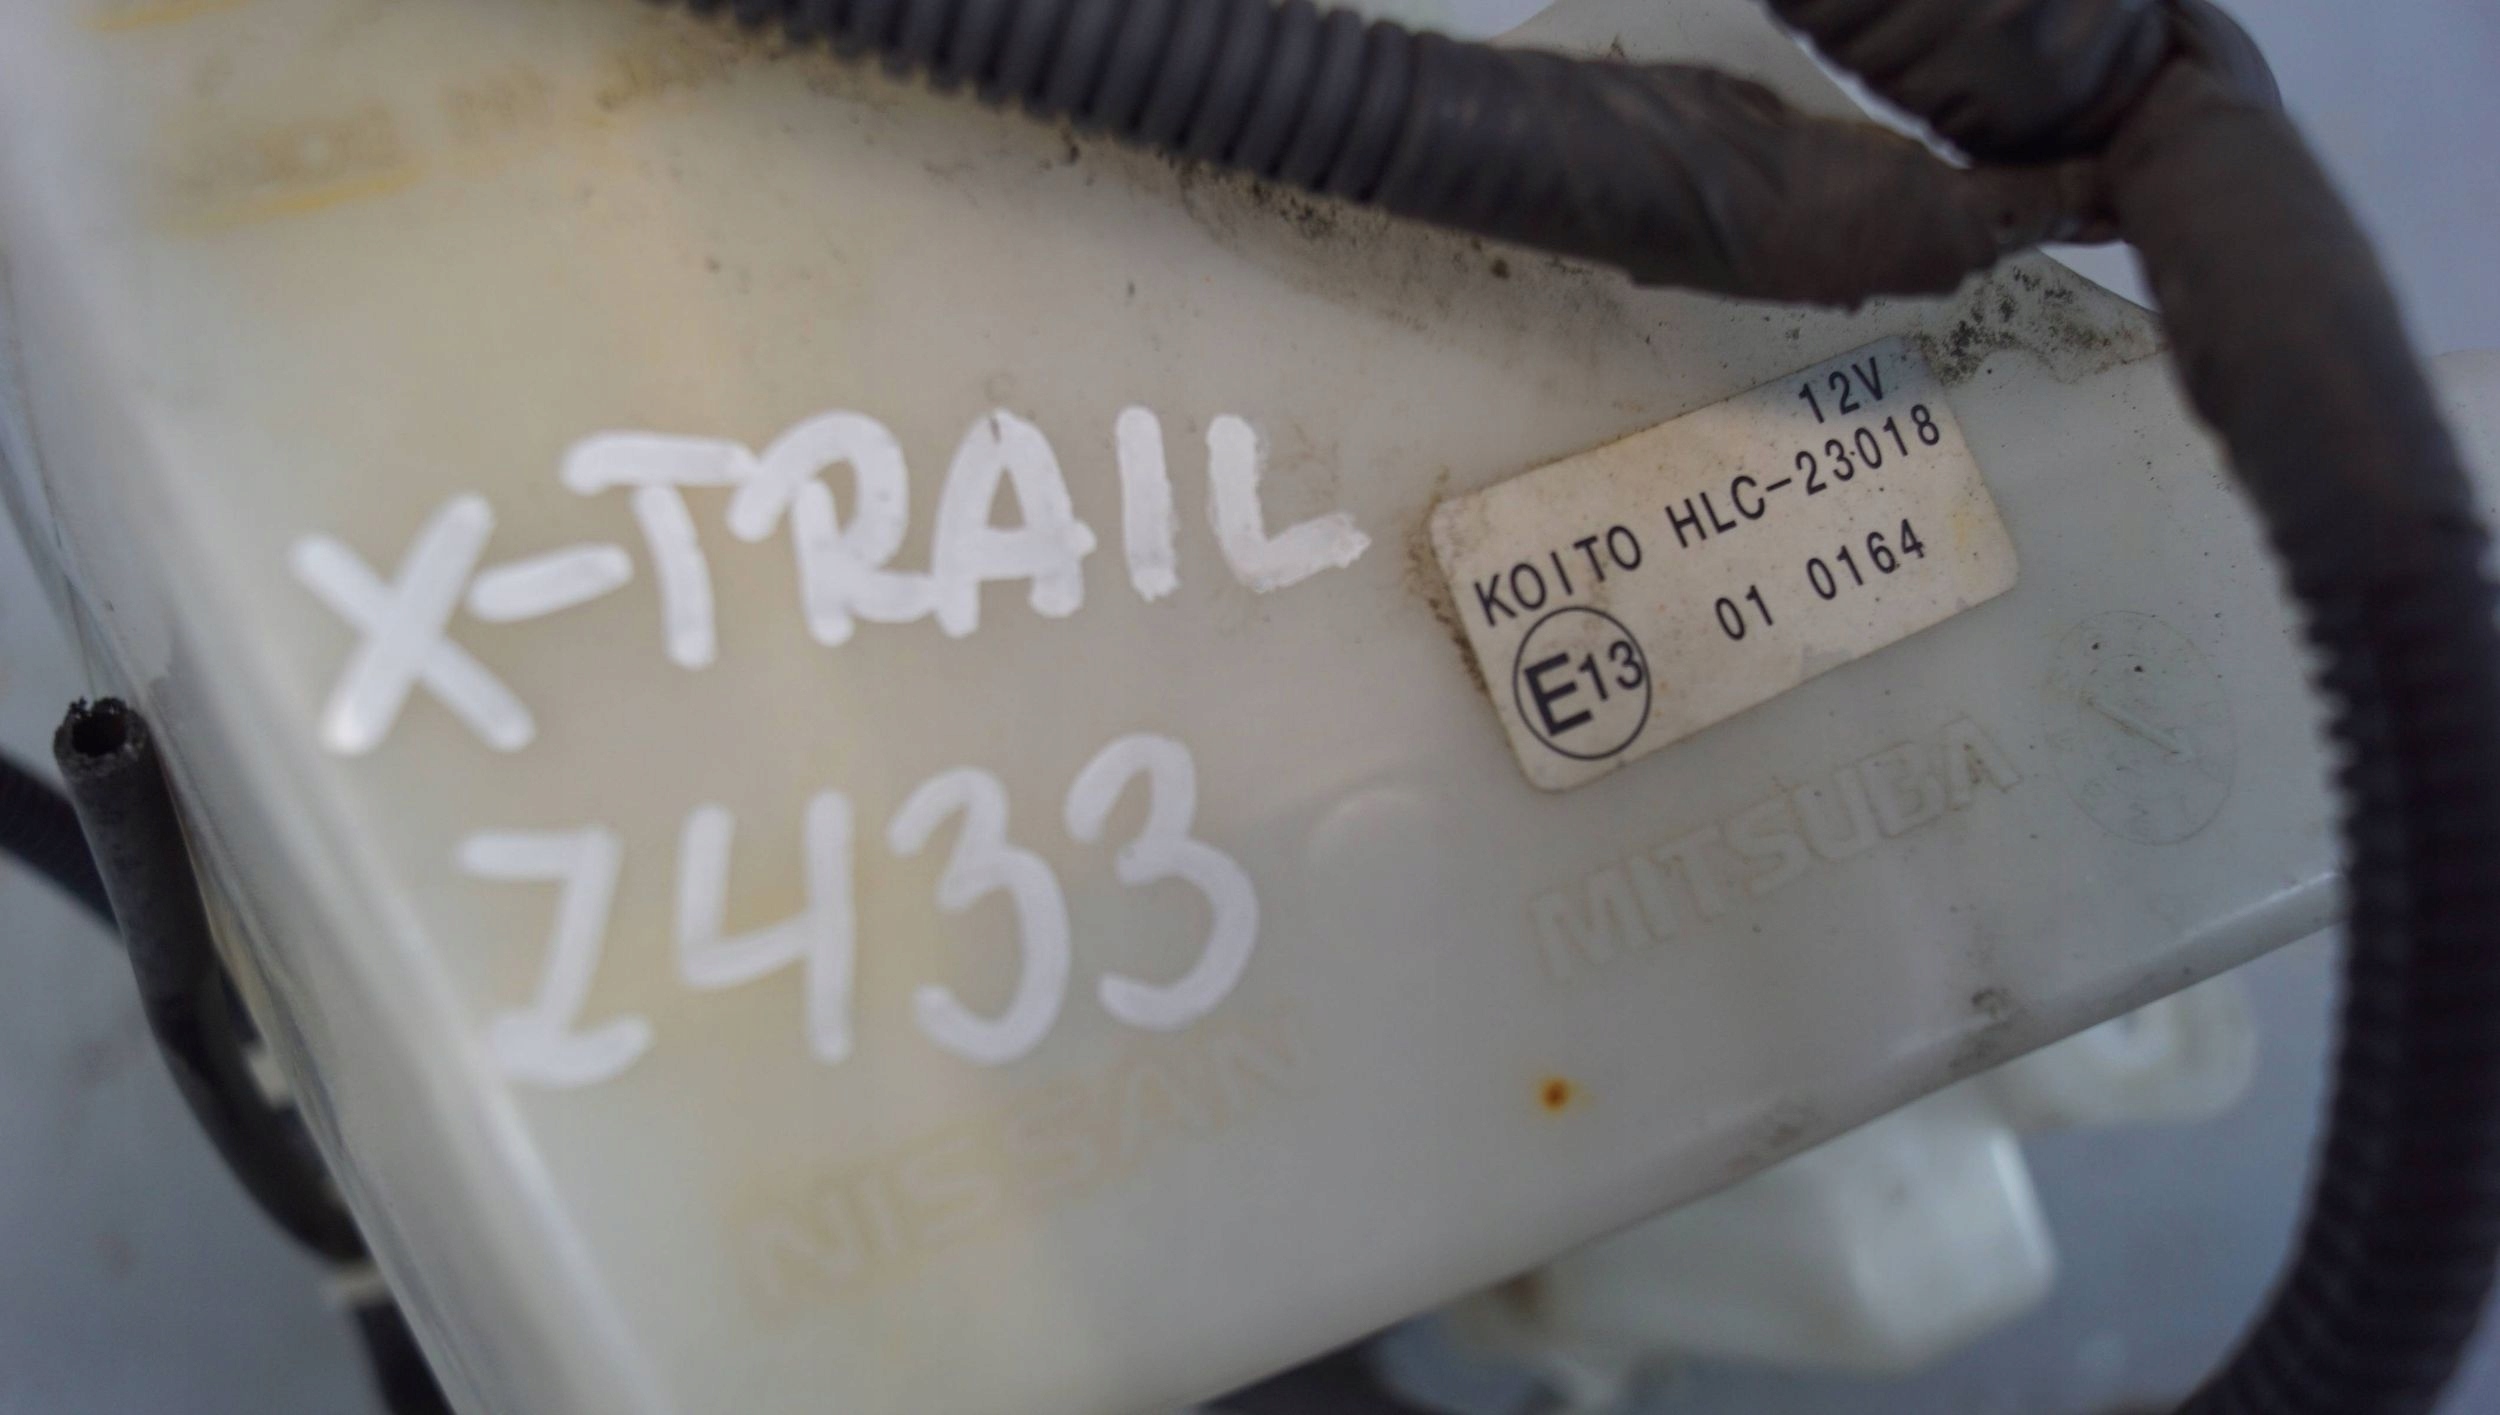 X-TRAIL
Z433
12V
KOITO HLC-23018
E13 01 0164
MITSUBA
NISSAN